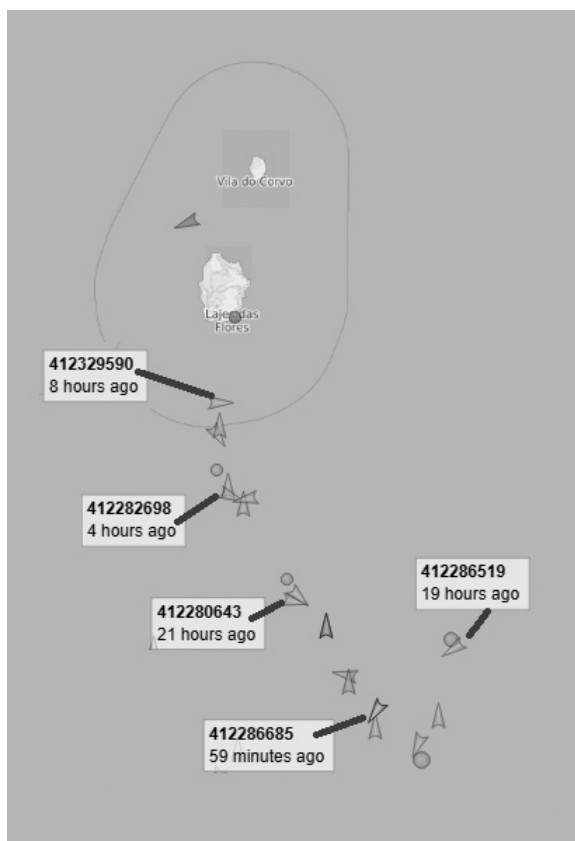 Vila do Corvo
Lajes das
Flores
412329590
8 hours ago
412282698
4 hours ago
412286519
19 hours ago
412280643
21 hours ago
412286685
59 minutes ago